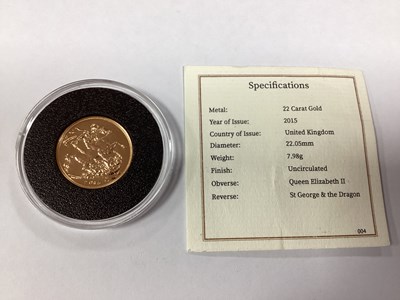 Specifications
Metal: 22 Carat Gold
Year of Issue: 2015
Country of Issue: United Kingdom
Diameter: 22.05mm
Weight: 7.98g
Finish: Uncirculated
Obverse: Queen Elizabeth II
Reverse: St George & the Dragon
004